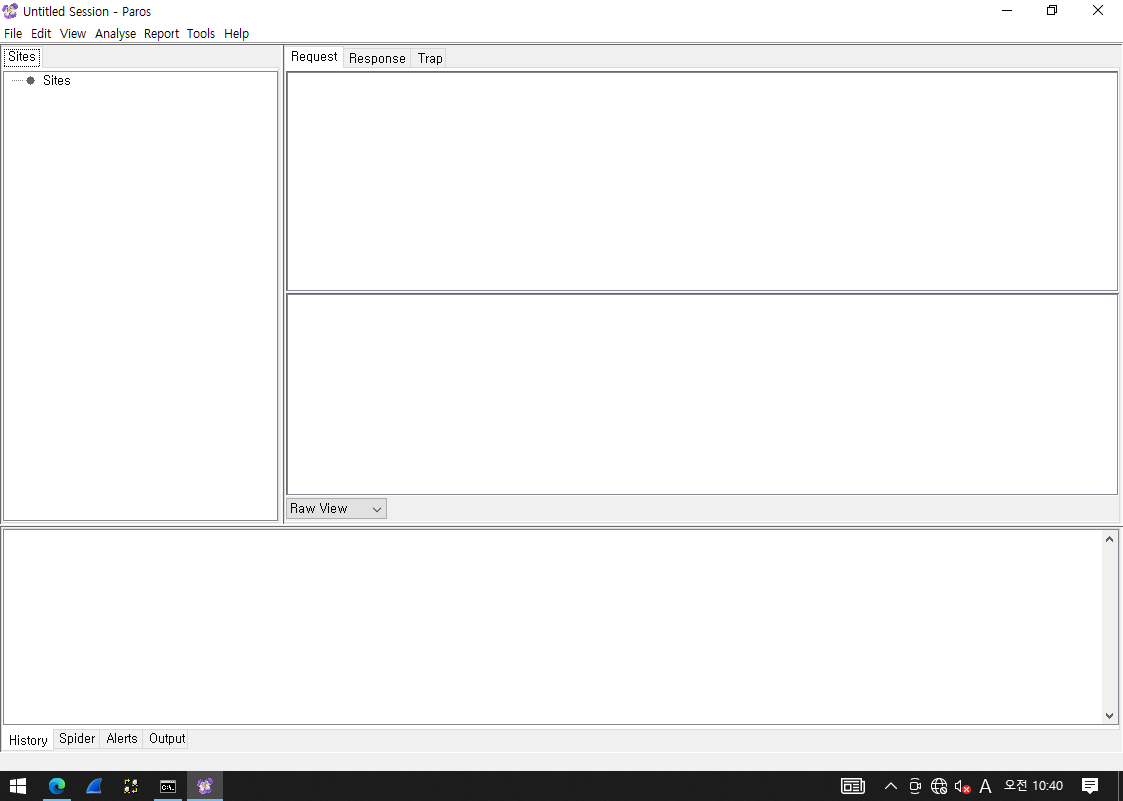 Untitled Session - Paros
File Edit View Analyse Report Tools Help
Sites
Request Response Trap
Sites
Raw View
History Spider Alerts Output
C:\.
A 오전 10:40